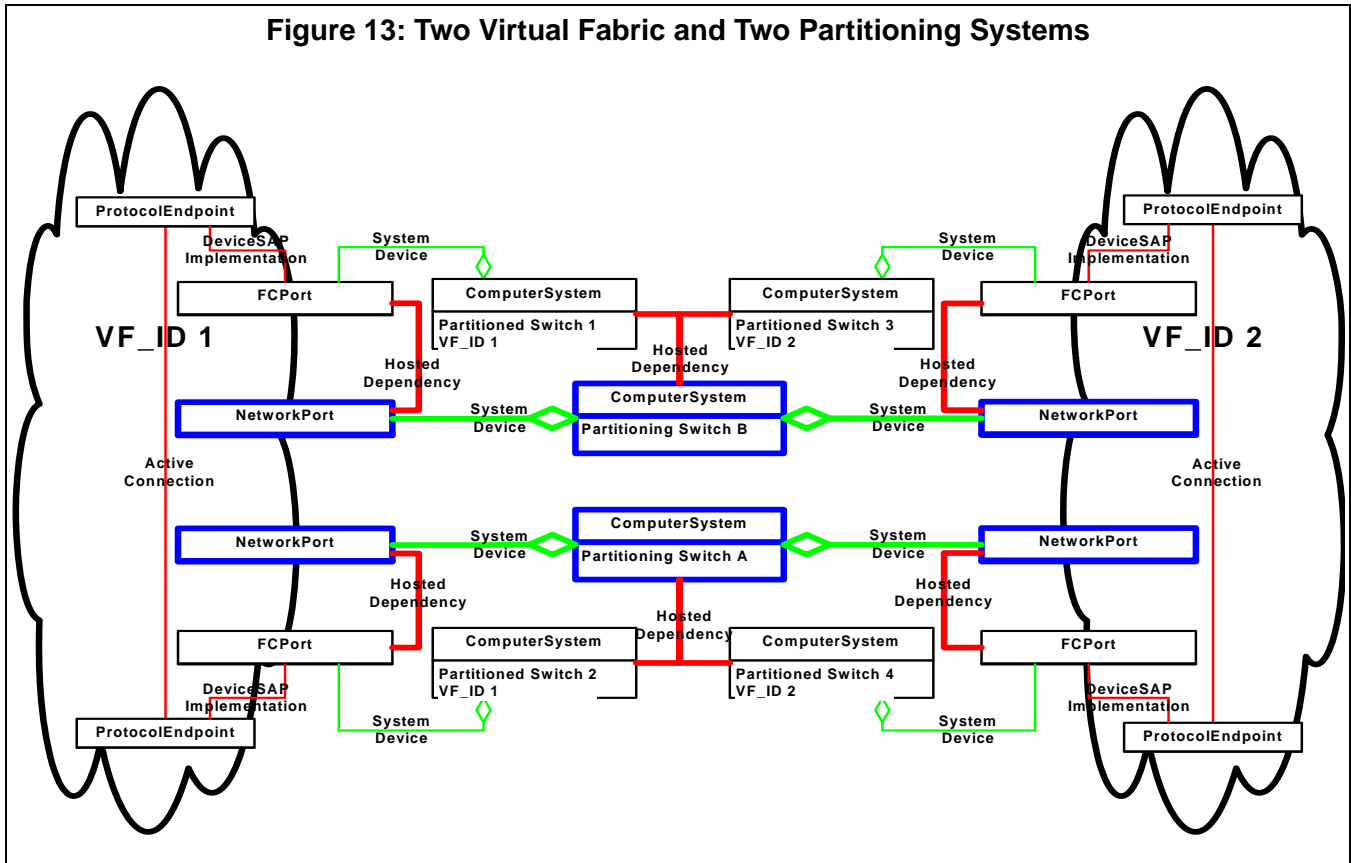 Figure 13: Two Virtual Fabric and Two Partitioning Systems
ProtocolEndpoint
ProtocolEndpoint
DeviceSAP
Implementation
System
Device
System
Device
DeviceSAP
Implementation
FCPort
ComputerSystem
ComputerSystem
FCPort
Partitioned Switch 1
VF_ID 1
Partitioned Switch 3
VF_ID 2
VF_ID 1
VF_ID 2
Hosted
Dependency
Hosted
Dependency
Hosted
Dependency
NetworkPort
System
Device
ComputerSystem
Partitioning Switch B
System
Device
NetworkPort
Active
Connection
Active
Connection
NetworkPort
System
Device
ComputerSystem
Partitioning Switch A
System
Device
NetworkPort
Hosted
Dependency
Hosted
Dependency
Hosted
Dependency
FCPort
ComputerSystem
ComputerSystem
FCPort
Partitioned Switch 2
VF_ID 1
Partitioned Switch 4
VF_ID 2
DeviceSAP
Implementation
System
Device
System
Device
DeviceSAP
Implementation
ProtocolEndpoint
ProtocolEndpoint